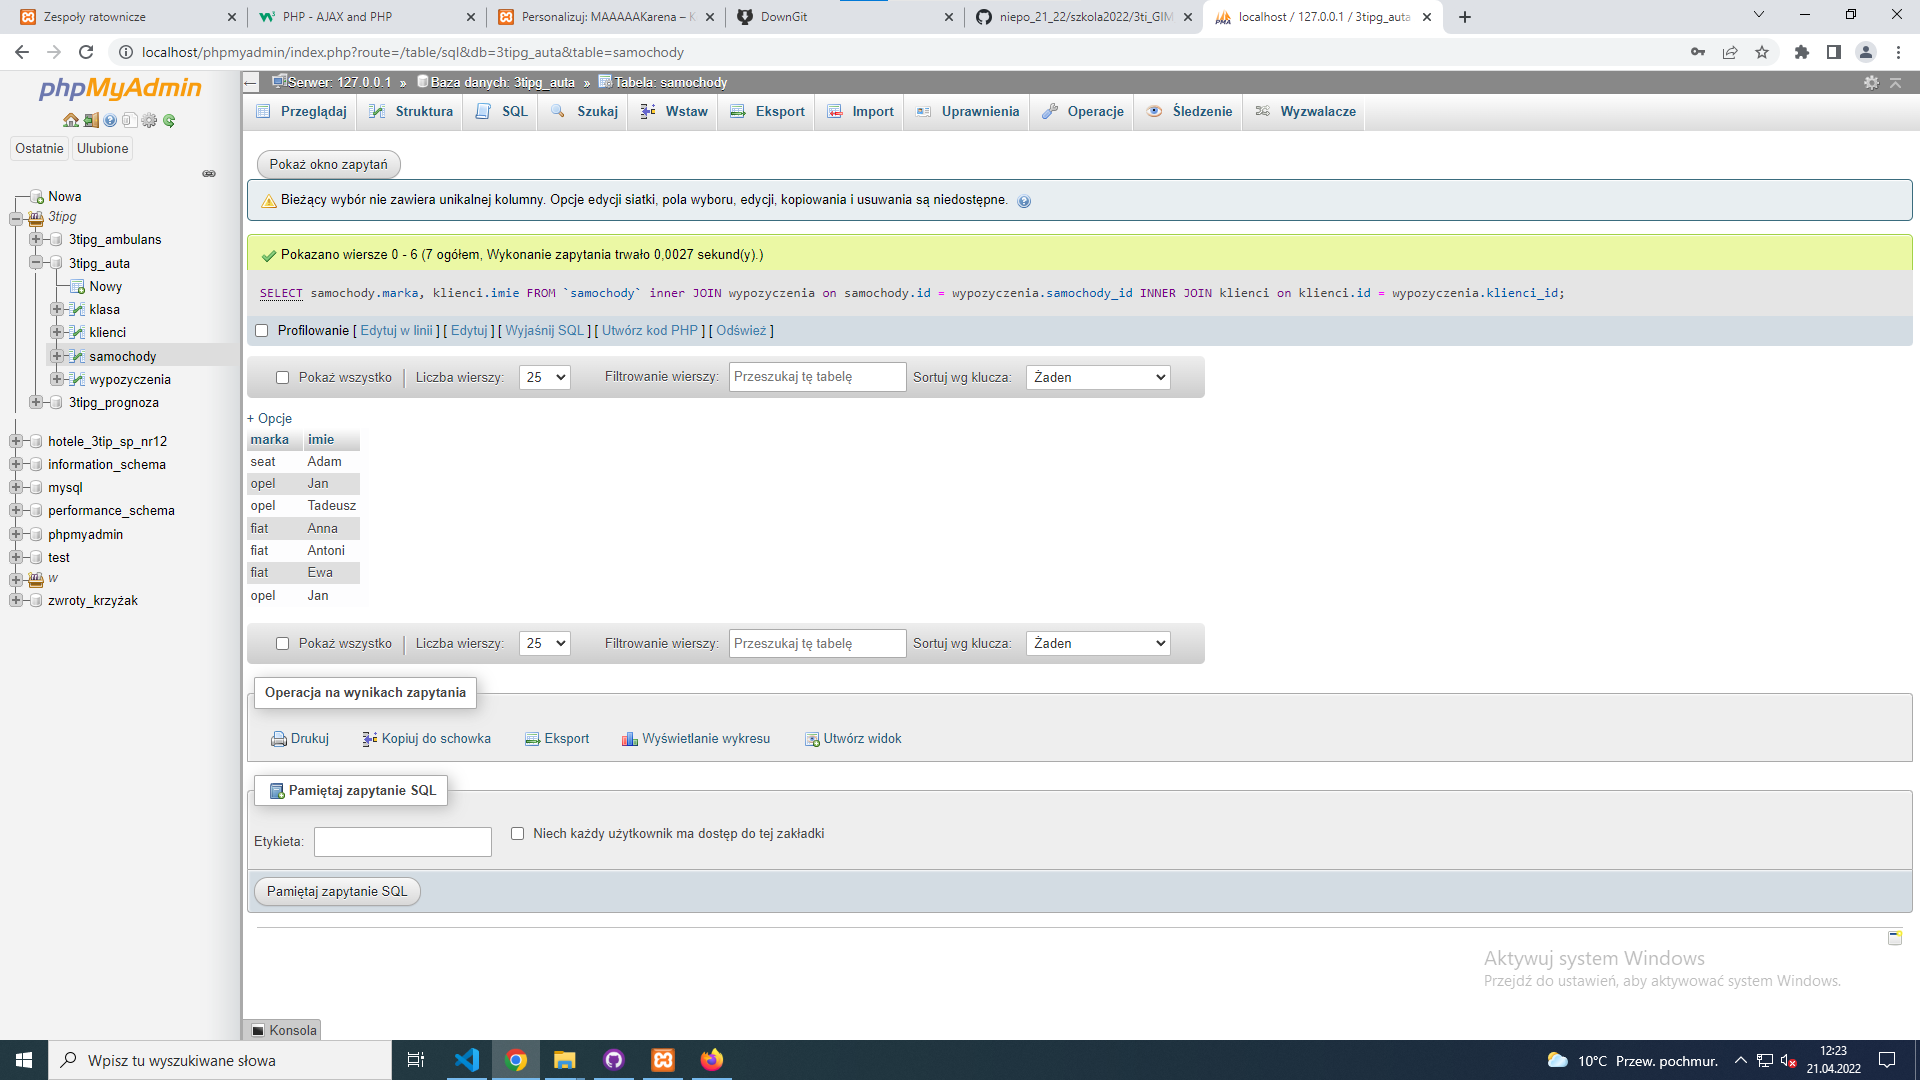 Zespoły ratownicze
PHP - AJAX and PHP
Personalizuj: MAAAAAKarena – K
DownGit
niepo_21_22/szkola2022/3ti_GIM
localhost / 127.0.0.1 / 3tipg_auta
localhost/phpmyadmin/index.php?route=/table/sql&db=3tipg_auta&table=samochody
phpMyAdmin
Ostatnie
Ulubione
Nowa
3tipg
3tipg_ambulans
3tipg_auta
Nowy
klasa
klienci
samochody
wypozyczenia
3tipg_prognoza
hotele_3tip_sp_nr12
information_schema
mysql
performance_schema
phpmyadmin
test
w
zwroty_krzyżak
Serwer: 127.0.0.1 » Baza danych: 3tipg_auta » Tabela: samochody
Przeglądaj Struktura SQL Szukaj Wstaw Eksport Import Uprawnienia Operacje Śledzenie Wyzwalacze
Pokaż okno zapytań
Bieżący wybór nie zawiera unikalnej kolumny. Opcje edycji siatki, pola wyboru, edycji, kopiowania i usuwania są niedostępne.
Pokazano wiersze 0 - 6 (7 ogółem, Wykonanie zapytania trwało 0,0027 sekund(y).)
SELECT samochody.marka, klienci.imie FROM `samochody` inner JOIN wypozyczenia on samochody.id = wypozyczenia.samochody_id INNER JOIN klienci on klienci.id = wypozyczenia.klienci_id;
Profilowanie [ Edytuj w linii ] [ Edytuj ] [ Wyjaśnij SQL ] [ Utwórz kod PHP ] [ Odśwież ]
Pokaż wszystko | Liczba wierszy: 25 Filtrowanie wierszy: Przeszukaj tę tabelę Sortuj wg klucza: Żaden
+ Opcje
marka imie
seat Adam
opel Jan
opel Tadeusz
fiat Anna
fiat Antoni
fiat Ewa
opel Jan
Pokaż wszystko | Liczba wierszy: 25 Filtrowanie wierszy: Przeszukaj tę tabelę Sortuj wg klucza: Żaden
Operacja na wynikach zapytania
Drukuj Kopiuj do schowka Eksport Wyświetlanie wykresu Utwórz widok
Pamiętaj zapytanie SQL
Etykieta: Niech każdy użytkownik ma dostęp do tej zakładki
Pamiętaj zapytanie SQL
Aktywuj system Windows
Przejdź do ustawień, aby aktywować system Windows.
Konsola
Wpisz tu wyszukiwane słowa
10°C Przew. pochmur.
12:23
21.04.2022